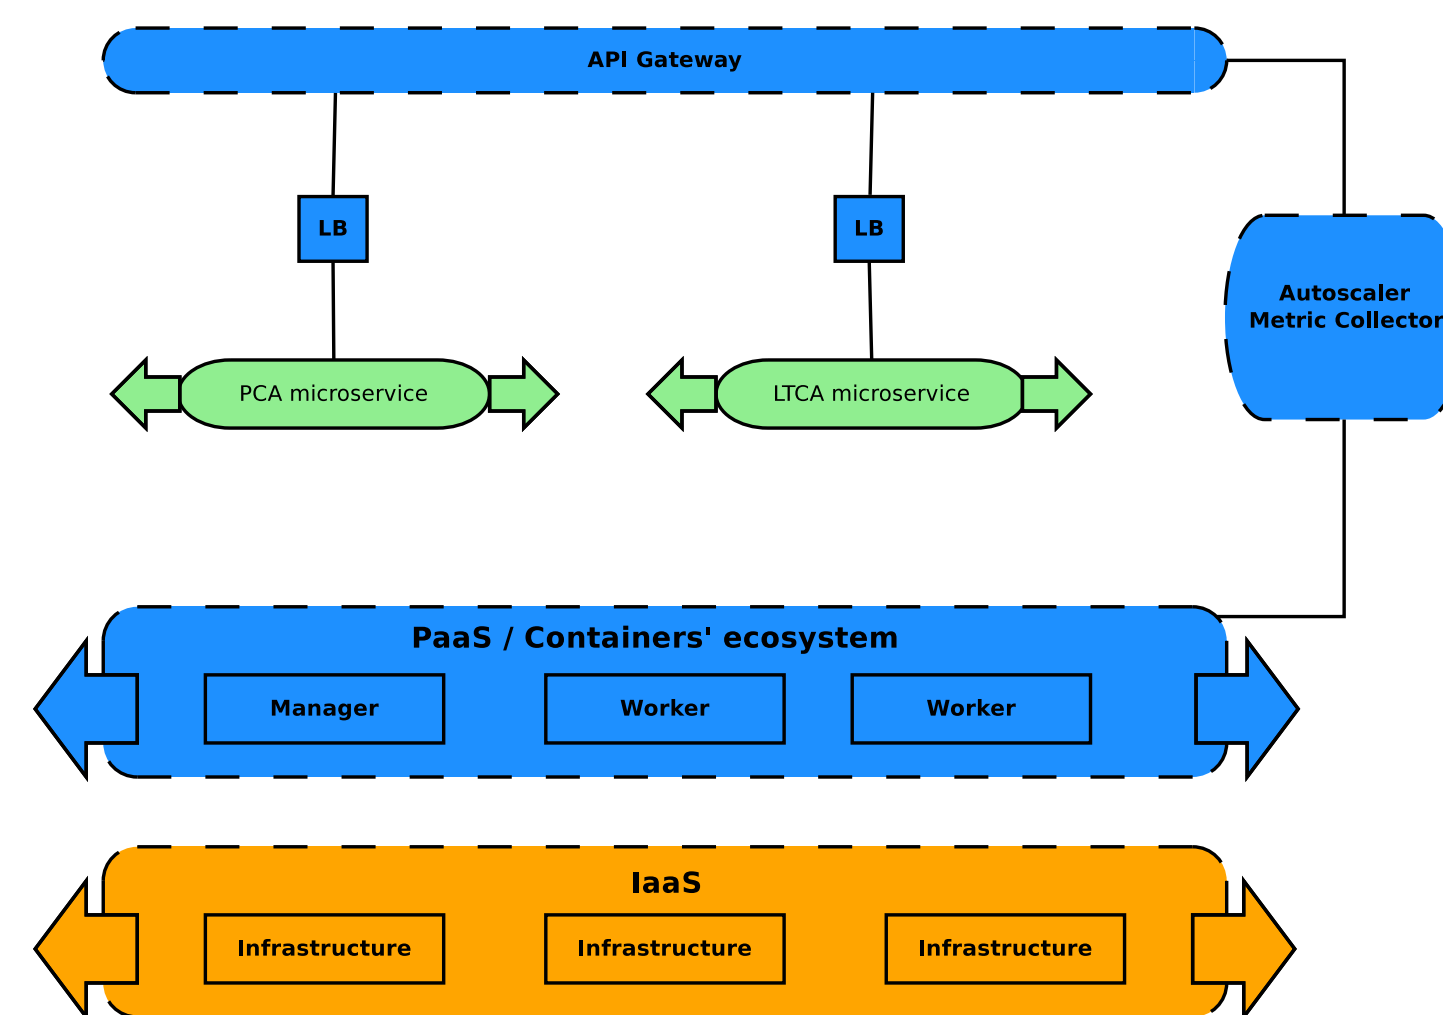 API Gateway
LB
LB
Autoscaler
Metric Collector
PCA microservice
LTCA microservice
PaaS / Containers' ecosystem
Manager
Worker
Worker
IaaS
Infrastructure
Infrastructure
Infrastructure